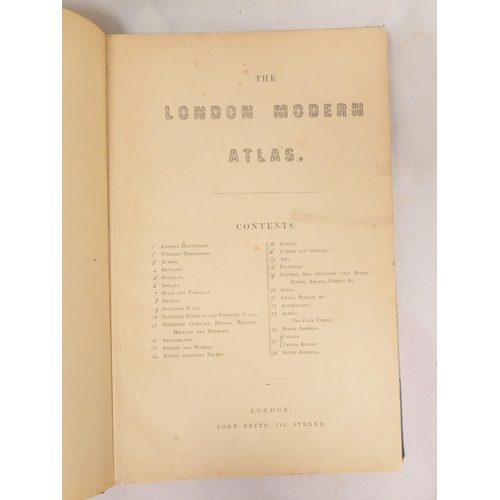 THE
LONDON MODERN
ATLAS.
CONTENTS:
1 EASTERN HEMISPHERE.
2 WESTERN HEMISPHERE.
3 EUROPE.
4 ENGLAND.
5 SCOTLAND.
6 IRELAND.
7 SPAIN AND PORTUGAL.
8 FRANCE.
9 SOUTHERN ITALY.
10 SOUTHERN GERMANY AND NORTHERN ITALY.
11 NORTHERN GERMANY, PRUSSIA, BELGIUM,
HOLLAND AND DENMARK.
12 SWITZERLAND.
13 SWEDEN AND NORWAY.
14 RUSSIA, INCLUDING POLAND.
15 AUSTRIA.
16 TURKEY AND GREECE.
17 ASIA.
18 PALESTINE.
19 CENTRAL ASIA, INCLUDING ASIA MINOR,
PERSIA, ARABIA, CABOOL, &c.
20 INDIA.
21 CHINA, BIRMAH, &c.
22 AUSTRALASIA.
23 AFRICA.
THE CAPE COLONY.
24 NORTH AMERICA.
CANADA.
UNITED STATES.
26 SOUTH AMERICA.
LONDON:
JOHN BETTS, 115, STRAND.